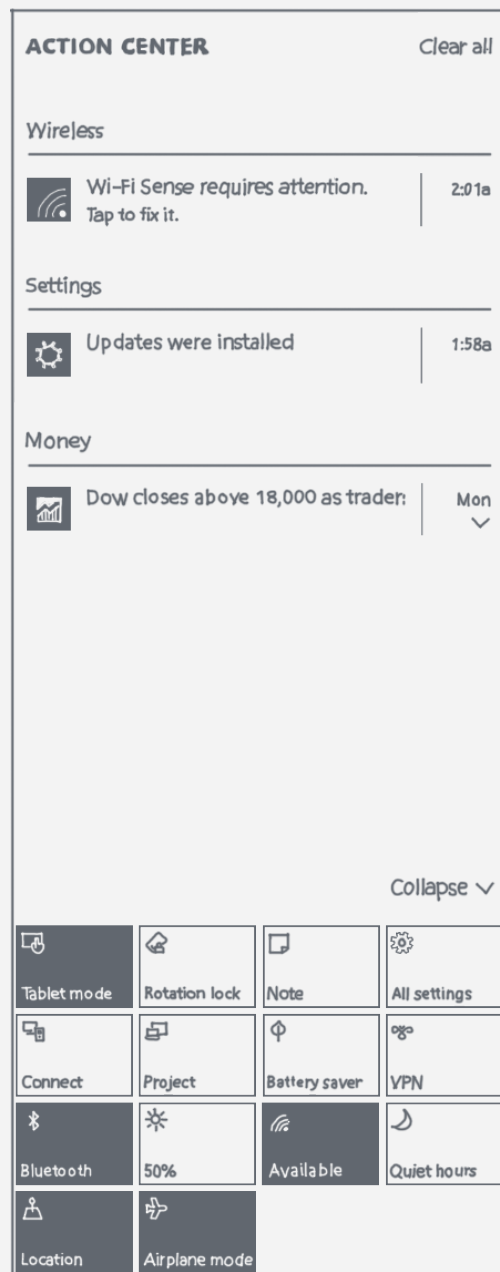 ACTION CENTER Clear all
Wireless
Wi-Fi Sense requires attention. 2:01a
Tap to fix it.
Settings
Updates were installed 1:58a
Money
Dow closes above 18,000 as traders Mon
Collapse
Tablet mode Rotation lock Note All settings
Connect Project Battery saver VPN
Bluetooth 50% Available Quiet hours
Location Airplane mode